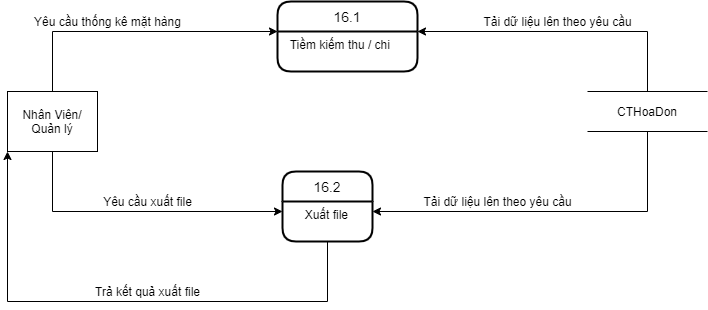 16.1
Yêu cầu thống kê mặt hàng
Tải dữ liệu lên theo yêu cầu
Tiềm kiếm thu / chi
Nhân Viên/
Quản lý
CTHoaDon
16.2
Yêu cầu xuất file
Tải dữ liệu lên theo yêu cầu
Xuất file
Trả kết quả xuất file